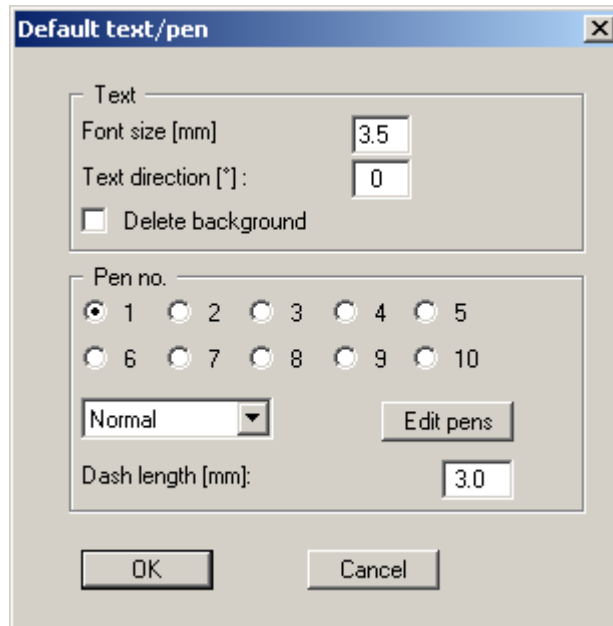 Default text/pen
Text
Font size [mm] 3.5
Text direction [°] : 0
Delete background
Pen no.
1 2 3 4 5
6 7 8 9 10
Normal Edit pens
Dash length [mm]: 3.0
OK Cancel